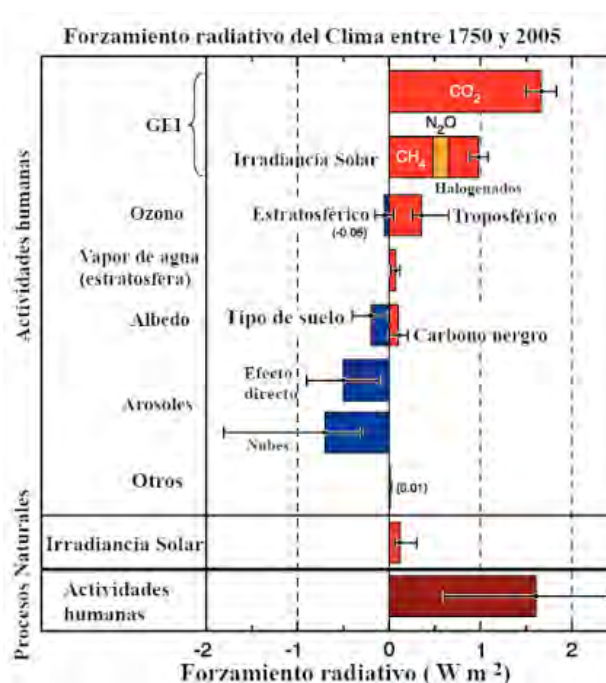 Forzamiento radiativo del Clima entre 1750 y 2005
Actividades humanas
GEI
CO2
N2O
Irradiancia Solar
CH4
Halogenados
Ozono
Estratosférico
(-0.05)
Troposférico
Vapor de agua
(estratosfera)
Albedo
Tipo de suelo
Carbono nergro
Arosoles
Efecto
directo
Nubes
Otros
(0.01)
Procesos Naturales
Irradiancia Solar
Actividades
humanas
-2 -1 0 1 2
Forzamiento radiativo ( W m 2)